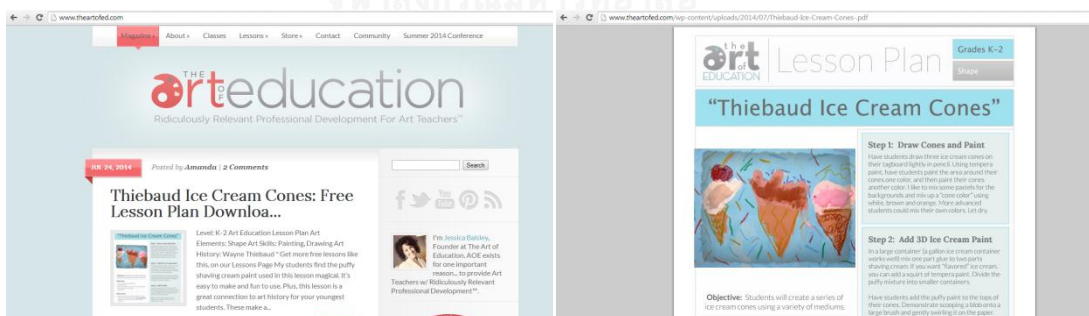 www.theartofed.com
Magazine » About » Classes Lessons » Store » Contact Community Summer 2014 Conference
THE
art of education
Ridiculously Relevant Professional Development For Art Teachers™
JUL 24, 2014 Posted by Amanda | 2 Comments
Thiebaud Ice Cream Cones: Free
Lesson Plan Downloa...
Level: K-2 Art Education Lesson Plan Art
Elements: Shape Art Skills: Painting, Drawing Art
History: Wayne Thiebaud * Get more free lessons like
this, on our Lessons Page My students find the puffy
shaving cream paint used in this lesson magical. It's
easy to make and fun to use. Plus, this lesson is a
great connection to art history for your youngest
students. These make a...
Search
You
Tube
I'm Jessica Balsley,
Founder at The Art of
Education. AOE exists
for one important
reason... to provide Art
Teachers w/ Ridiculously Relevant
Professional Development™.
www.theartofed.com/wp-content/uploads/2014/07/Thiebaud-Ice-Cream-Cones-.pdf
the
art
of
EDUCATION
Lesson Plan
Grades K-2
Shape
“Thiebaud Ice Cream Cones”
Objective: Students will create a series of
ice cream cones using a variety of mediums.
Step 1: Draw Cones and Paint
Have students draw three ice cream cones on
their tagboard lightly in pencil. Using tempera
paint, have students paint the area around their
cones one color, and then paint their cones
another color. I like to mix some pastels for the
backgrounds and mix up a "cone color" using
white, brown and orange. More advanced
students could mix their own colors. Let dry.
Step 2: Add 3D Ice Cream Paint
In a large container (a gallon ice cream container
works well) mix one part glue to two parts
shaving cream. If you want "flavored" ice cream,
you can add a squirt of tempera paint. Divide the
puffy mixture into smaller containers.
Have students add the puffy paint to the tops of
their cones. Demonstrate scooping a blob onto a
large brush and gently swirling it on the paper.